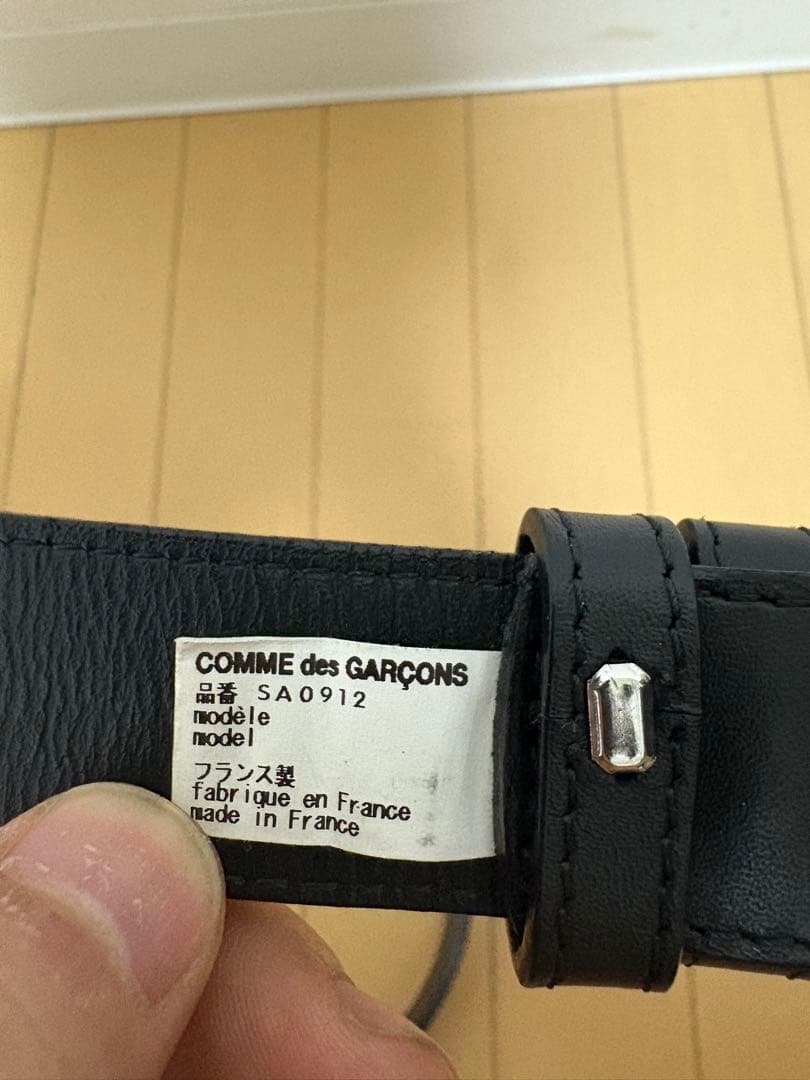 COMME des GARÇONS
品番 SA0912
modèle
model
フランス製
fabrique en France
made in France